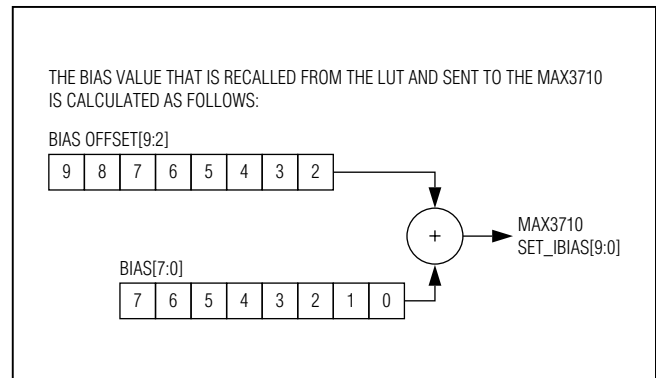 THE BIAS VALUE THAT IS RECALLED FROM THE LUT AND SENT TO THE MAX3710
IS CALCULATED AS FOLLOWS:
BIAS OFFSET[9:2]
9 8 7 6 5 4 3 2
+
MAX3710
SET_IBIAS[9:0]
BIAS[7:0]
7 6 5 4 3 2 1 0